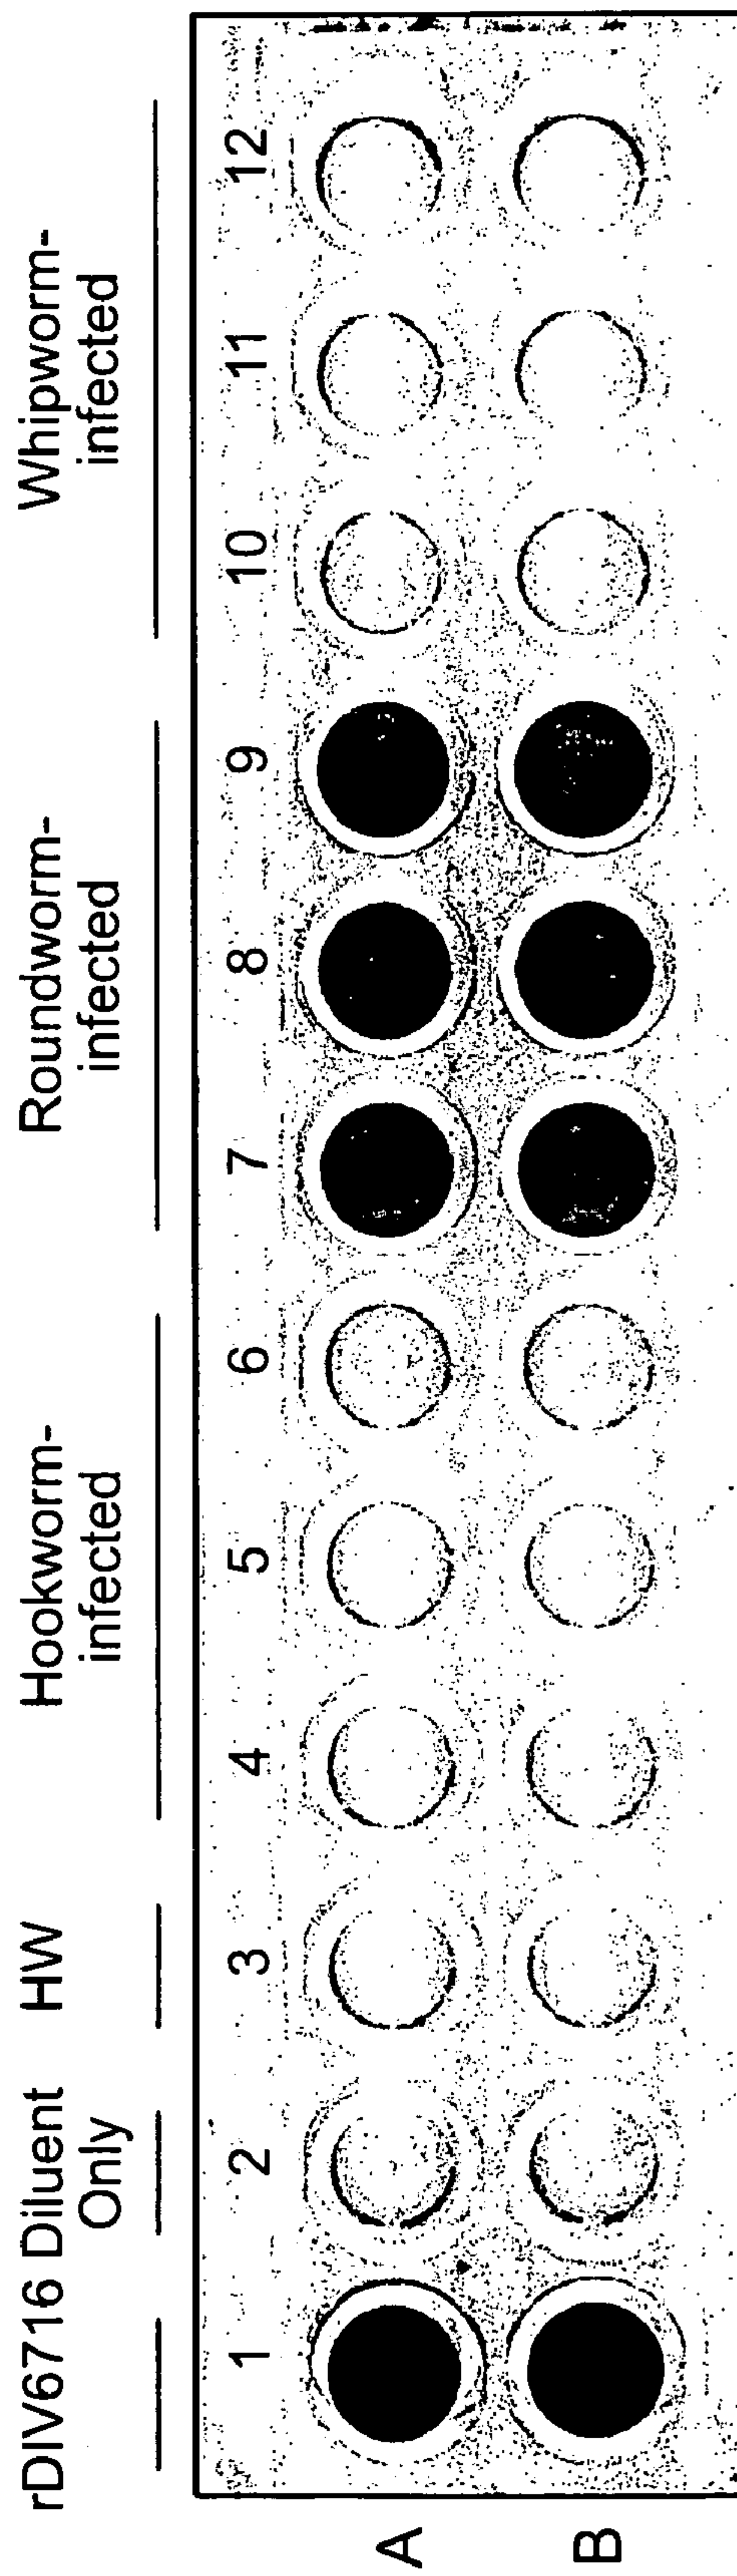 rDIV6716 Diluent Only HW Hookworm-infected Roundworm-infected Whipworm-infected
1 2 3 4 5 6 7 8 9 10 11 12
A
B